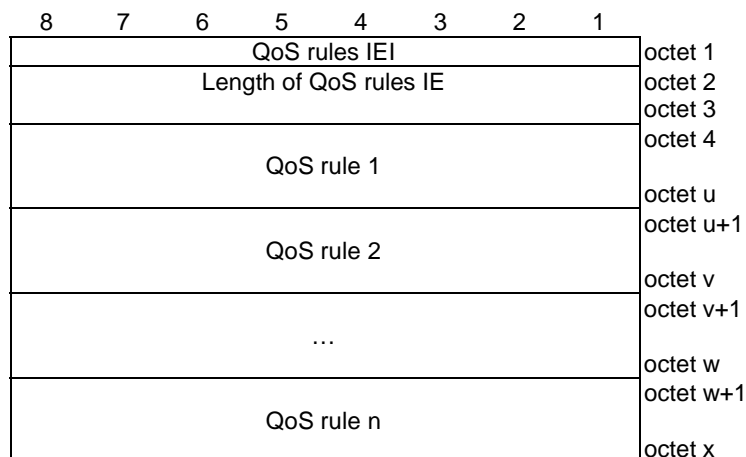 8 7 6 5 4 3 2 1
QoS rules IEI octet 1
Length of QoS rules IE octet 2
octet 3
octet 4
QoS rule 1
octet u
octet u+1
QoS rule 2
octet v
octet v+1
…
octet w
octet w+1
QoS rule n
octet x